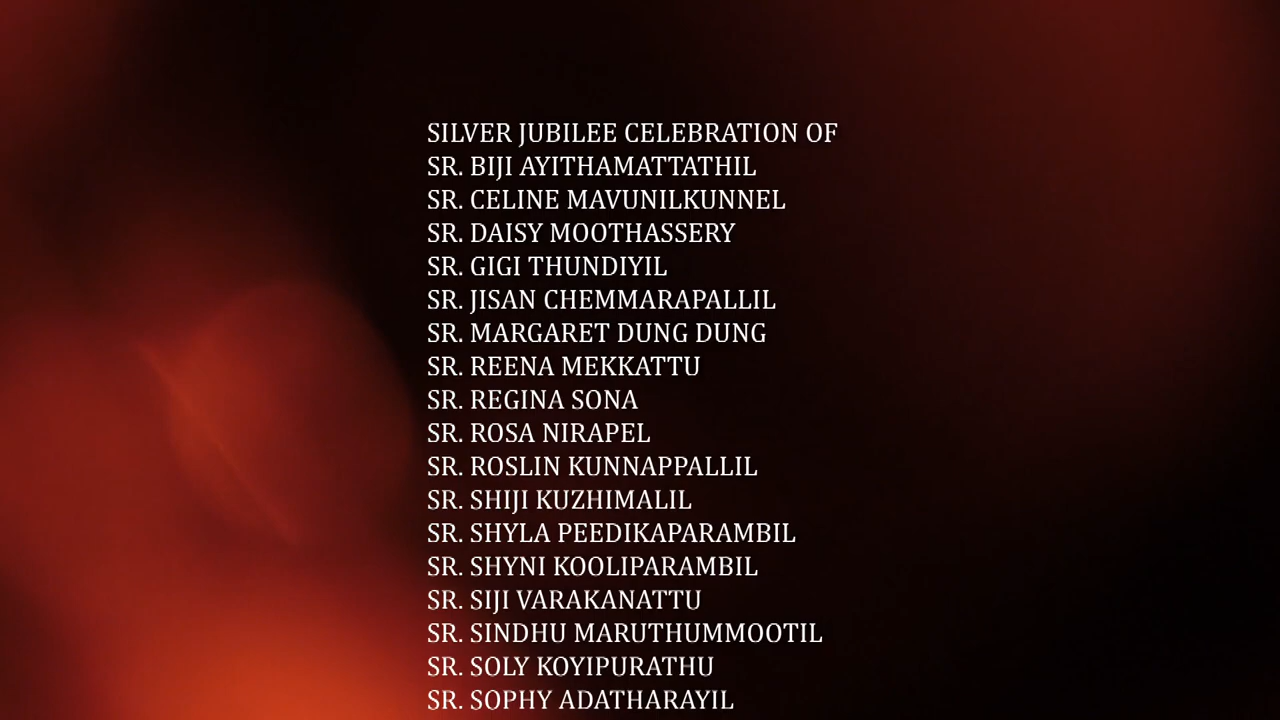 SILVER JUBILEE CELEBRATION OF
SR. BIJI AYITHAMATTATHIL
SR. CELINE MAVUNILKUNNEL
SR. DAISY MOOTHASSERY
SR. GIGI THUNDIYIL
SR. JISAN CHEMMARAPALLIL
SR. MARGARET DUNG DUNG
SR. REENA MEKKATTU
SR. REGINA SONA
SR. ROSA NIRAPEL
SR. ROSLIN KUNNAPPALLIL
SR. SHIJI KUZHIMALIL
SR. SHYLA PEEDIKAPARAMBIL
SR. SHYNI KOOLIPARAMBIL
SR. SIJI VARAKANATTU
SR. SINDHU MARUTHUMMOOTIL
SR. SOLY KOYIPURATHU
SR. SOPHY ADATHARAYIL